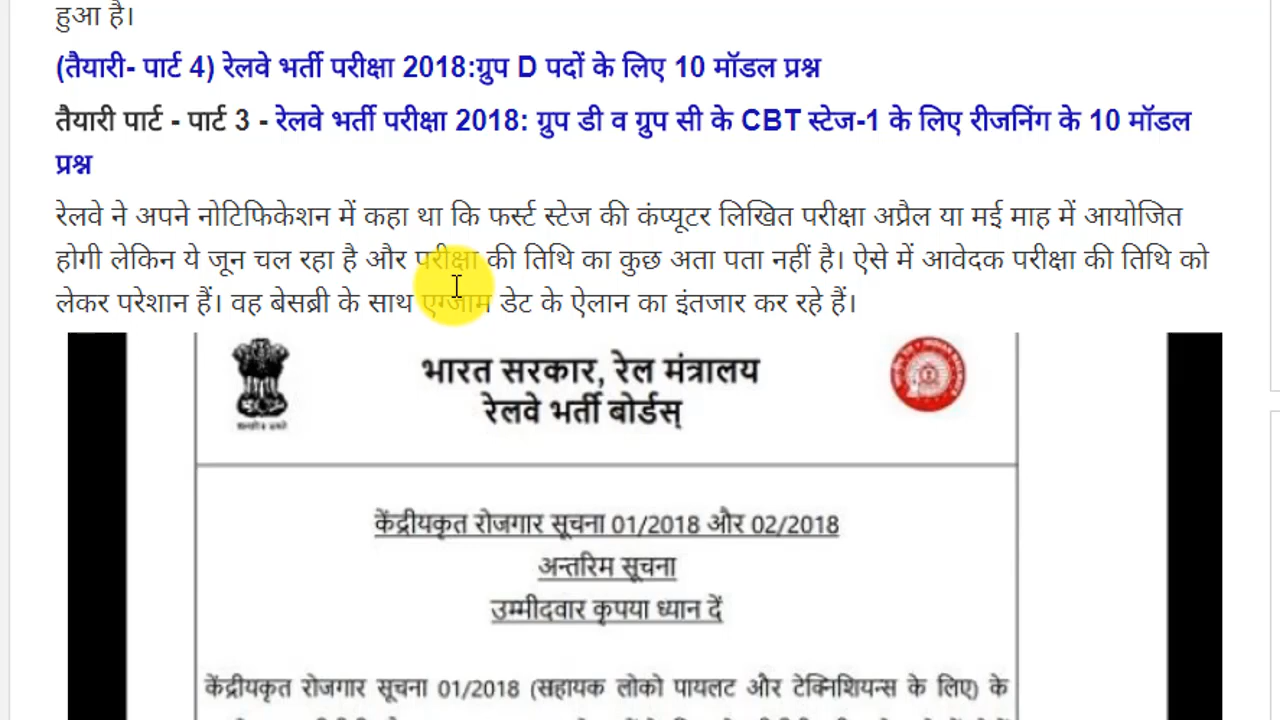 हुआ है।
(तैयारी- पार्ट 4) रेलवे भर्ती परीक्षा 2018:ग्रुप D पदों के लिए 10 मॉडल प्रश्न
तैयारी पार्ट - पार्ट 3 - रेलवे भर्ती परीक्षा 2018: ग्रुप डी व ग्रुप सी के CBT स्टेज-1 के लिए रीजनिंग के 10 मॉडल
प्रश्न
रेलवे ने अपने नोटिफिकेशन में कहा था कि फर्स्ट स्टेज की कंप्यूटर लिखित परीक्षा अप्रैल या मई माह में आयोजित
होगी लेकिन ये जून चल रहा है और परीक्षा की तिथि का कुछ अता पता नहीं है। ऐसे में आवेदक परीक्षा की तिथि को
लेकर परेशान हैं। वह बेसब्री के साथ एग्जाम डेट के ऐलान का इंतजार कर रहे हैं।
भारत सरकार, रेल मंत्रालय
रेलवे भर्ती बोर्डस्
केंद्रीयकृत रोजगार सूचना 01/2018 और 02/2018
अन्तरिम सूचना
उम्मीदवार कृपया ध्यान दें
केंद्रीयकृत रोजगार सूचना 01/2018 (सहायक लोको पायलट और टेक्निशियन्स के लिए) के